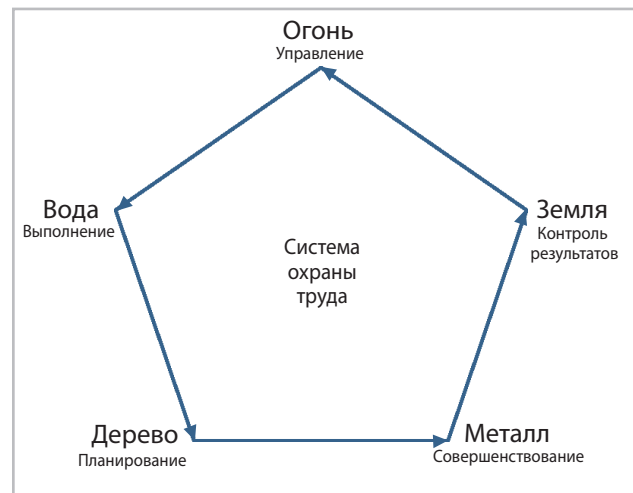 Огонь
Управление
Вода
Выполнение
Земля
Контроль
результатов
Система
охраны
труда
Дерево
Планирование
Металл
Совершенствование